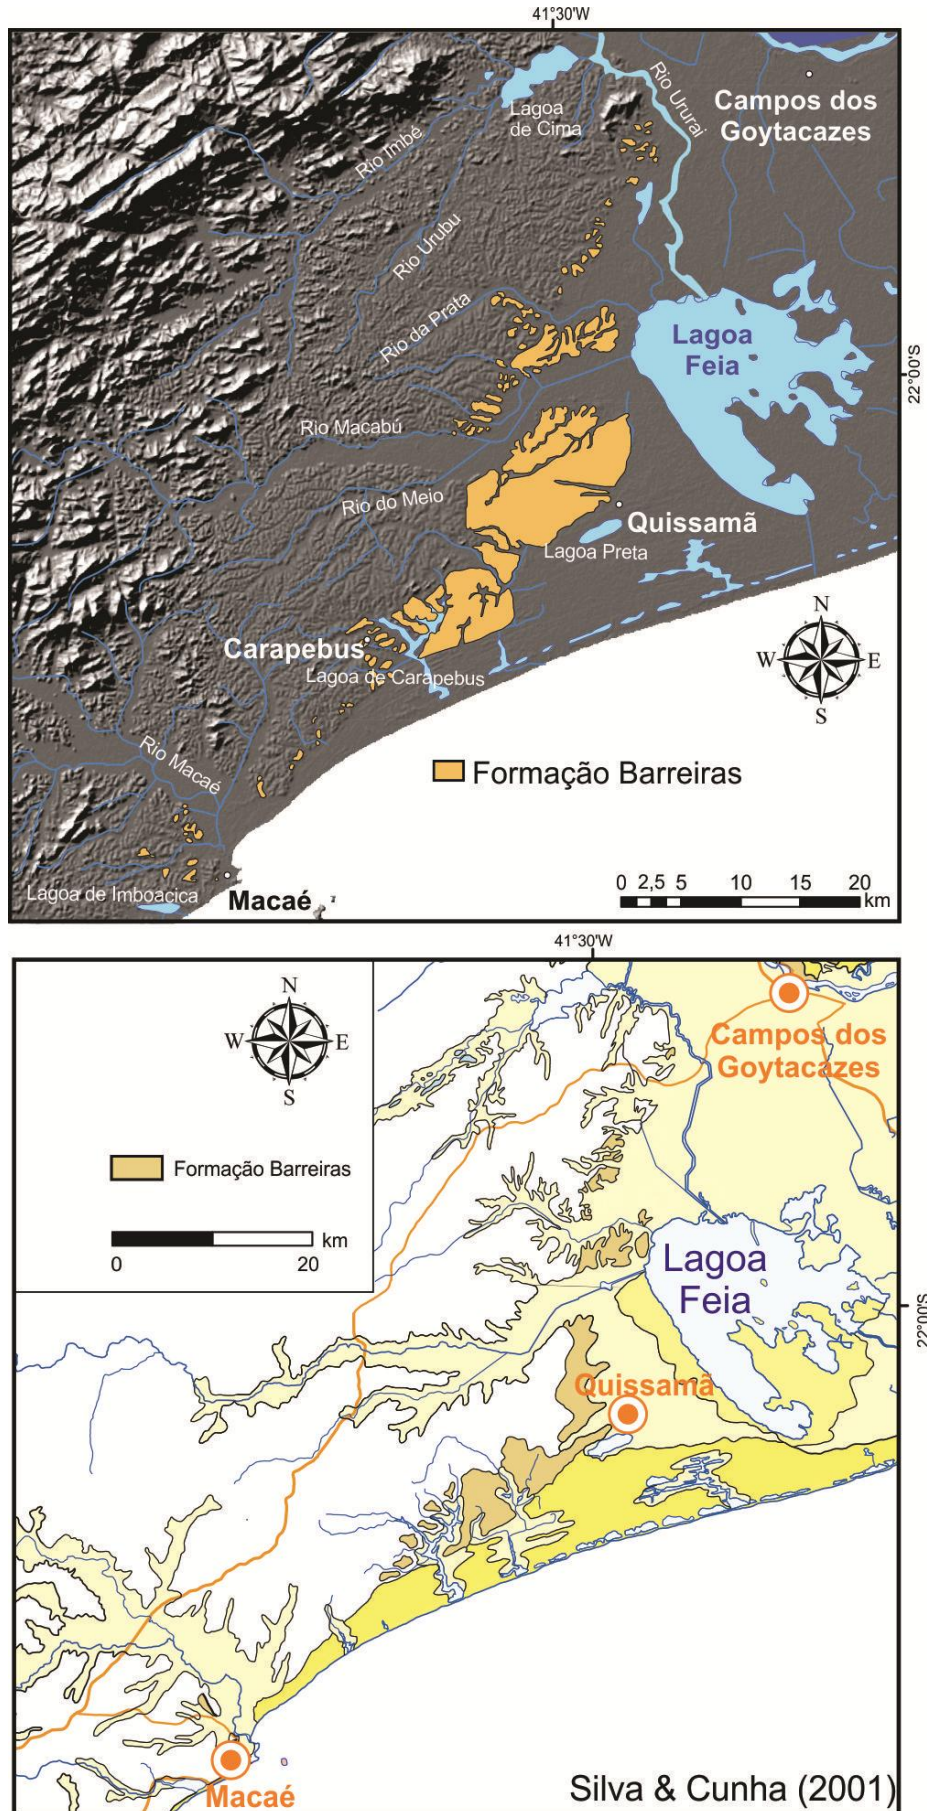 41°30'W
Campos dos
Goytacazes
Rio Ururai
Lagoa
de Cima
Rio Imbé
Rio Urubu
Rio da Prata
Lagoa
Feia
22°00'S
Rio Macabú
Rio do Meio
Quissamã
Lagoa Preta
N
W E
S
Carapebus
Lagoa de Carapebus
Rio Macaé
Formação Barreiras
Lagoa de Imboacica
Macaé
0 2,5 5 10 15 20
km
41°30'W
N
W E
S
Campos dos
Goytacazes
Formação Barreiras
km
0 20
Lagoa
Feia
22°00'S
Quissamã
Macaé
Silva & Cunha (2001)